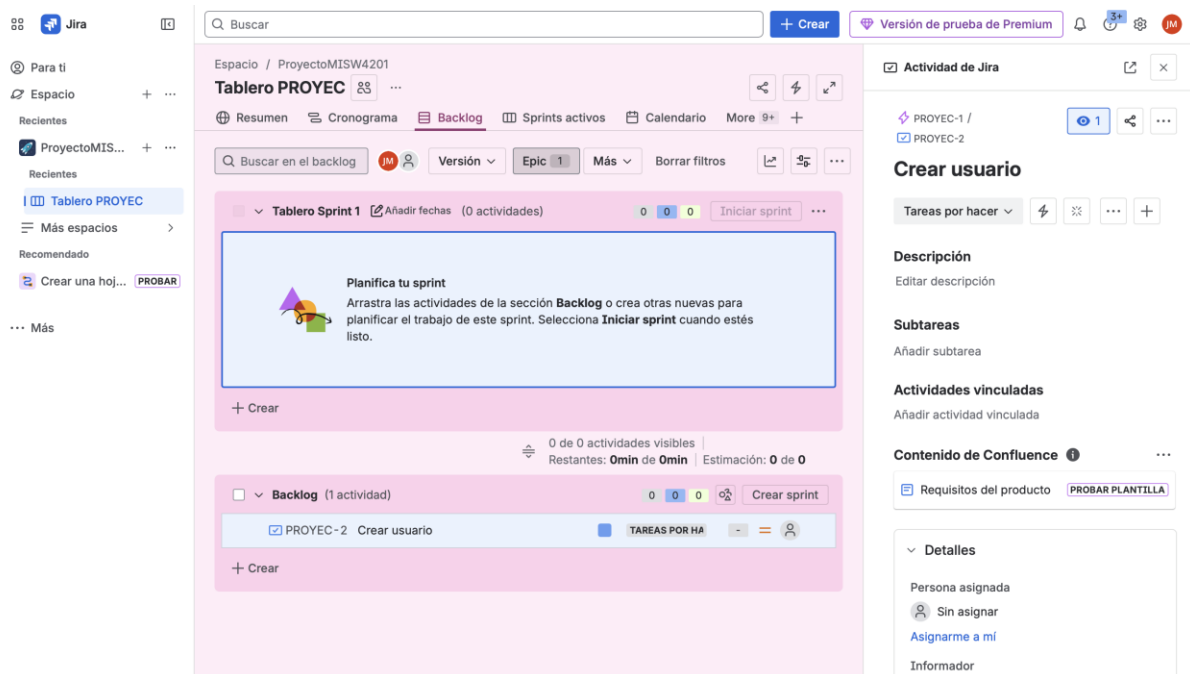 Jira
Buscar
Crear
Versión de prueba de Premium
3+
JM
Para ti
Espacio
Recientes
ProyectoMIS...
Recientes
Tablero PROYEC
Más espacios
Recomendado
Crear una hoj... PROBAR
Más
Espacio / ProyectoMISW4201
Tablero PROYEC
Resumen Cronograma Backlog Sprints activos Calendario More 9+
Buscar en el backlog JM Versión Epic 1 Más Borrar filtros
Tablero Sprint 1 Añadir fechas (0 actividades) 0 0 0 Iniciar sprint
Planifica tu sprint
Arrastra las actividades de la sección Backlog o crea otras nuevas para
planificar el trabajo de este sprint. Selecciona Iniciar sprint cuando estés
listo.
Crear
0 de 0 actividades visibles
Restantes: 0min de 0min Estimación: 0 de 0
Backlog (1 actividad) 0 0 0 Crear sprint
PROYEC-2 Crear usuario TAREAS POR HA -
Crear
Actividad de Jira
PROYEC-1 /
PROYEC-2
1
Crear usuario
Tareas por hacer
Descripción
Editar descripción
Subtareas
Añadir subtarea
Actividades vinculadas
Añadir actividad vinculada
Contenido de Confluence
Requisitos del producto PROBAR PLANTILLA
Detalles
Persona asignada
Sin asignar
Asignarme a mí
Informador